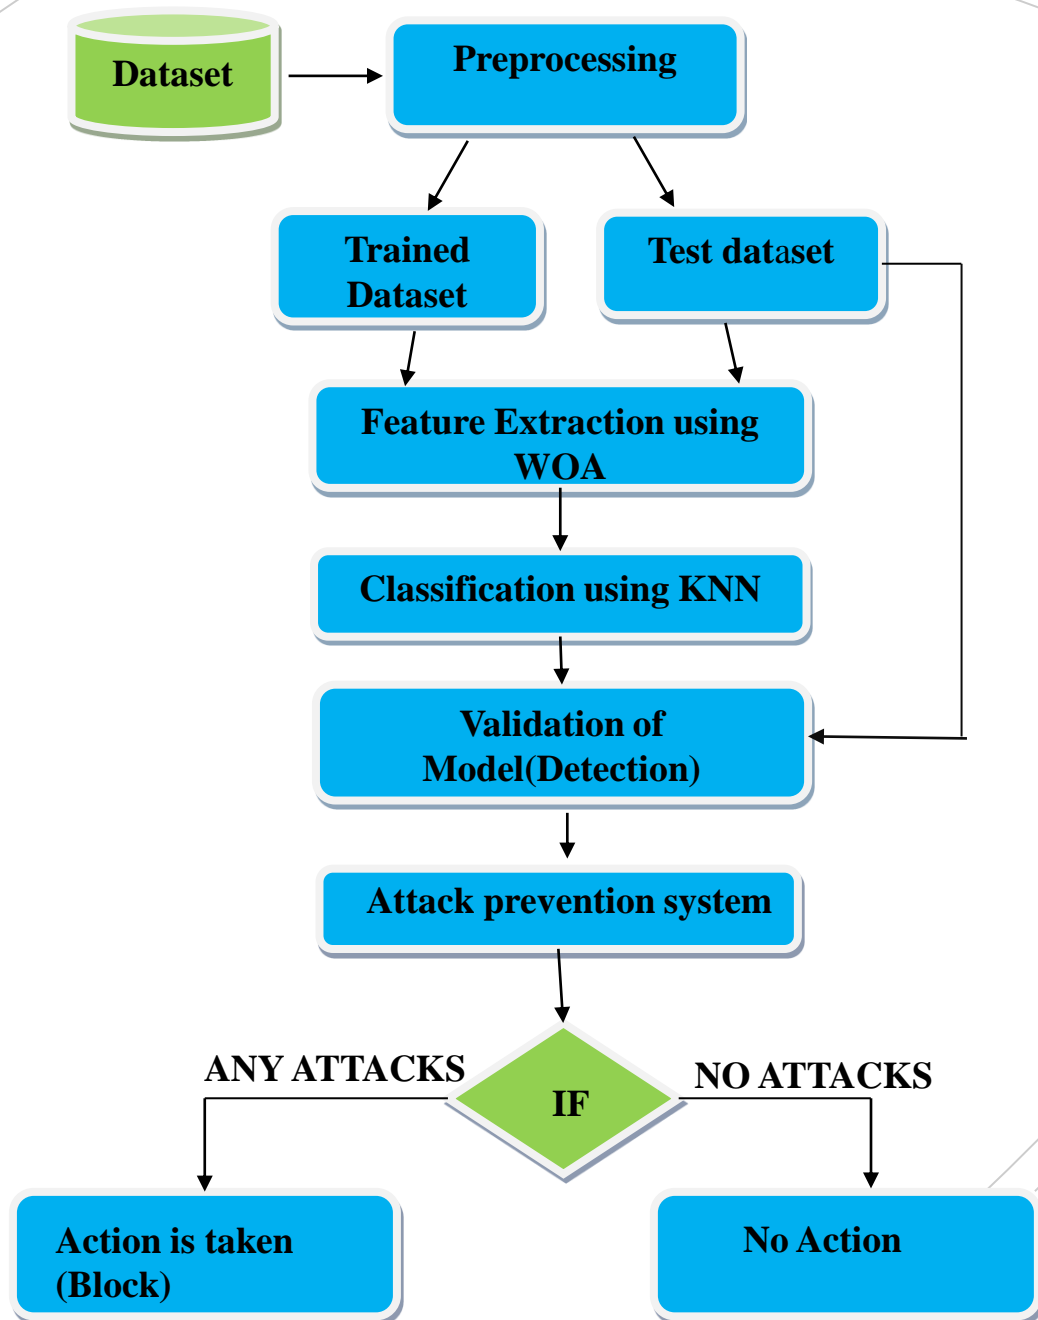 Dataset
Preprocessing
Trained
Dataset
Test dataset
Feature Extraction using
WOA
Classification using KNN
Validation of
Model(Detection)
Attack prevention system
ANY ATTACKS
IF
NO ATTACKS
Action is taken
(Block)
No Action